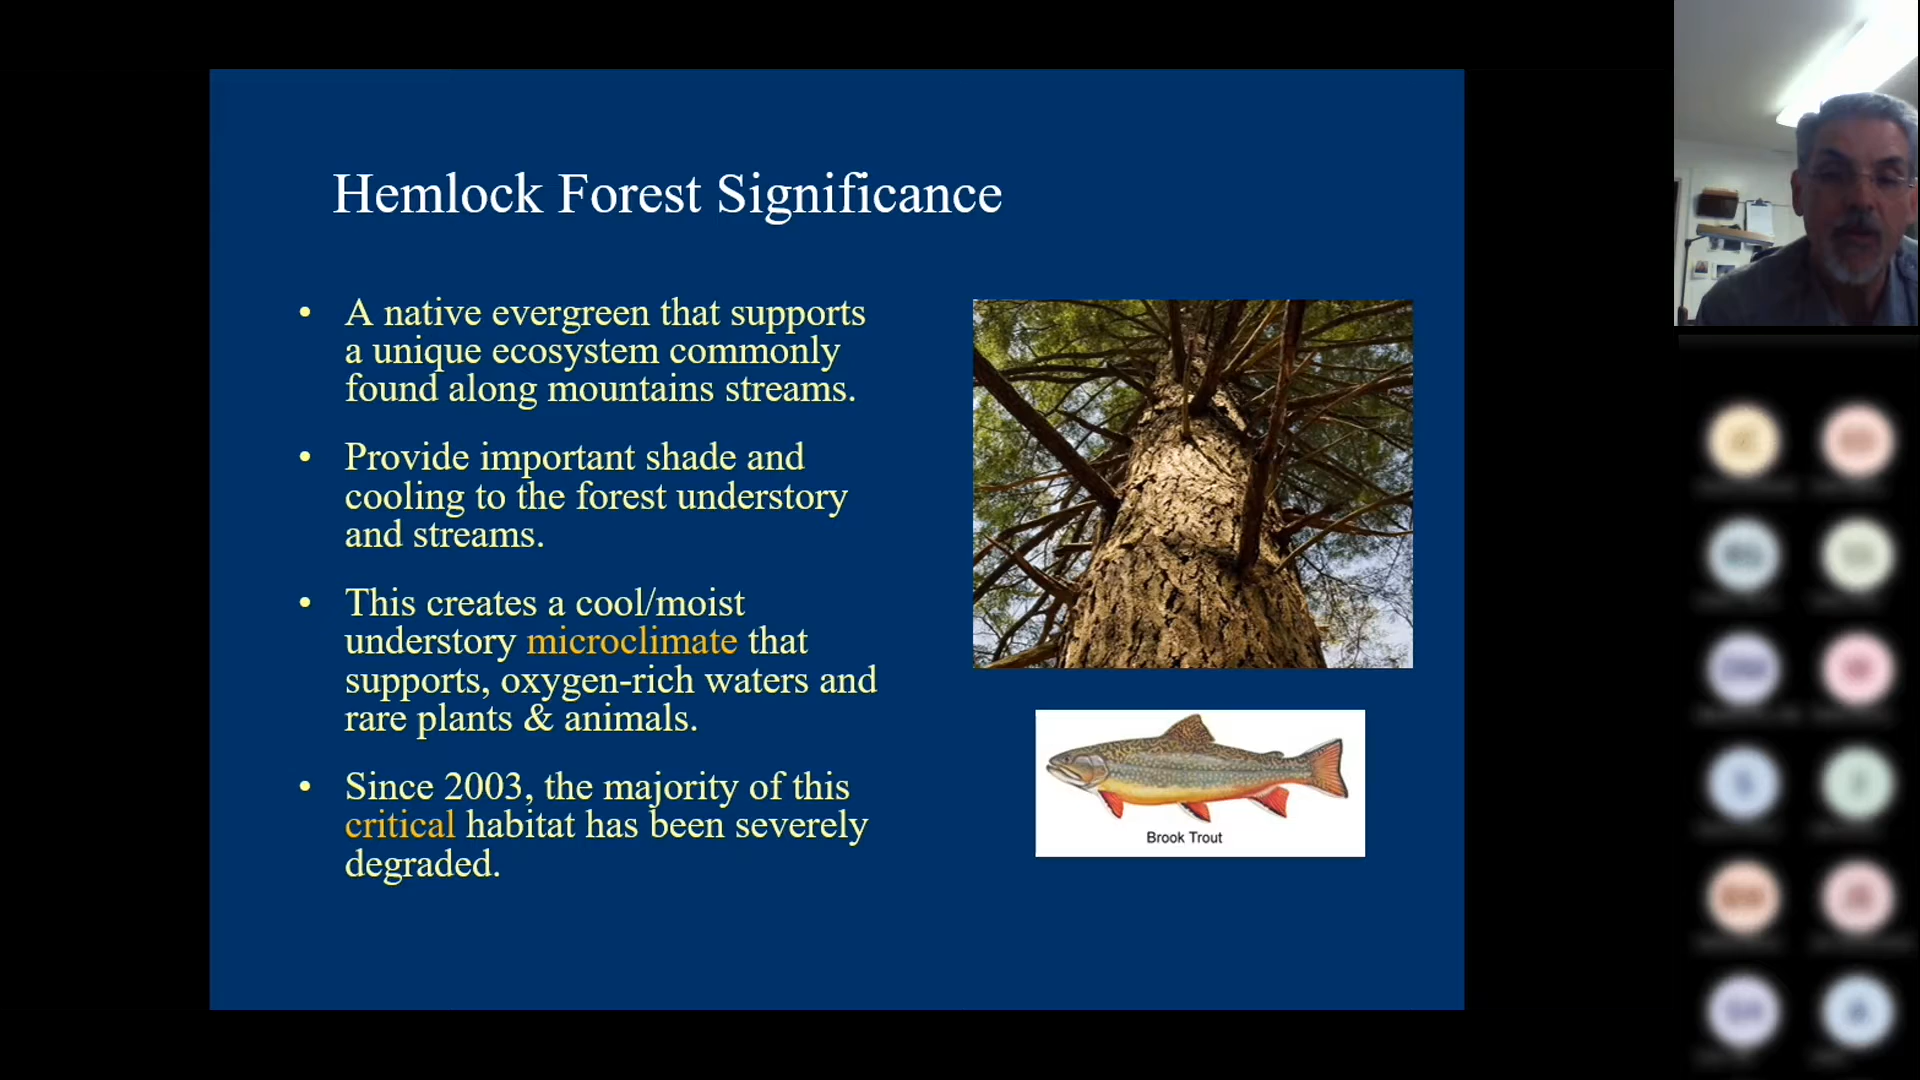 Hemlock Forest Significance
• A native evergreen that supports
a unique ecosystem commonly
found along mountains streams.
• Provide important shade and
cooling to the forest understory
and streams.
• This creates a cool/moist
understory microclimate that
supports, oxygen-rich waters and
rare plants & animals.
• Since 2003, the majority of this
critical habitat has been severely
degraded.
Brook Trout